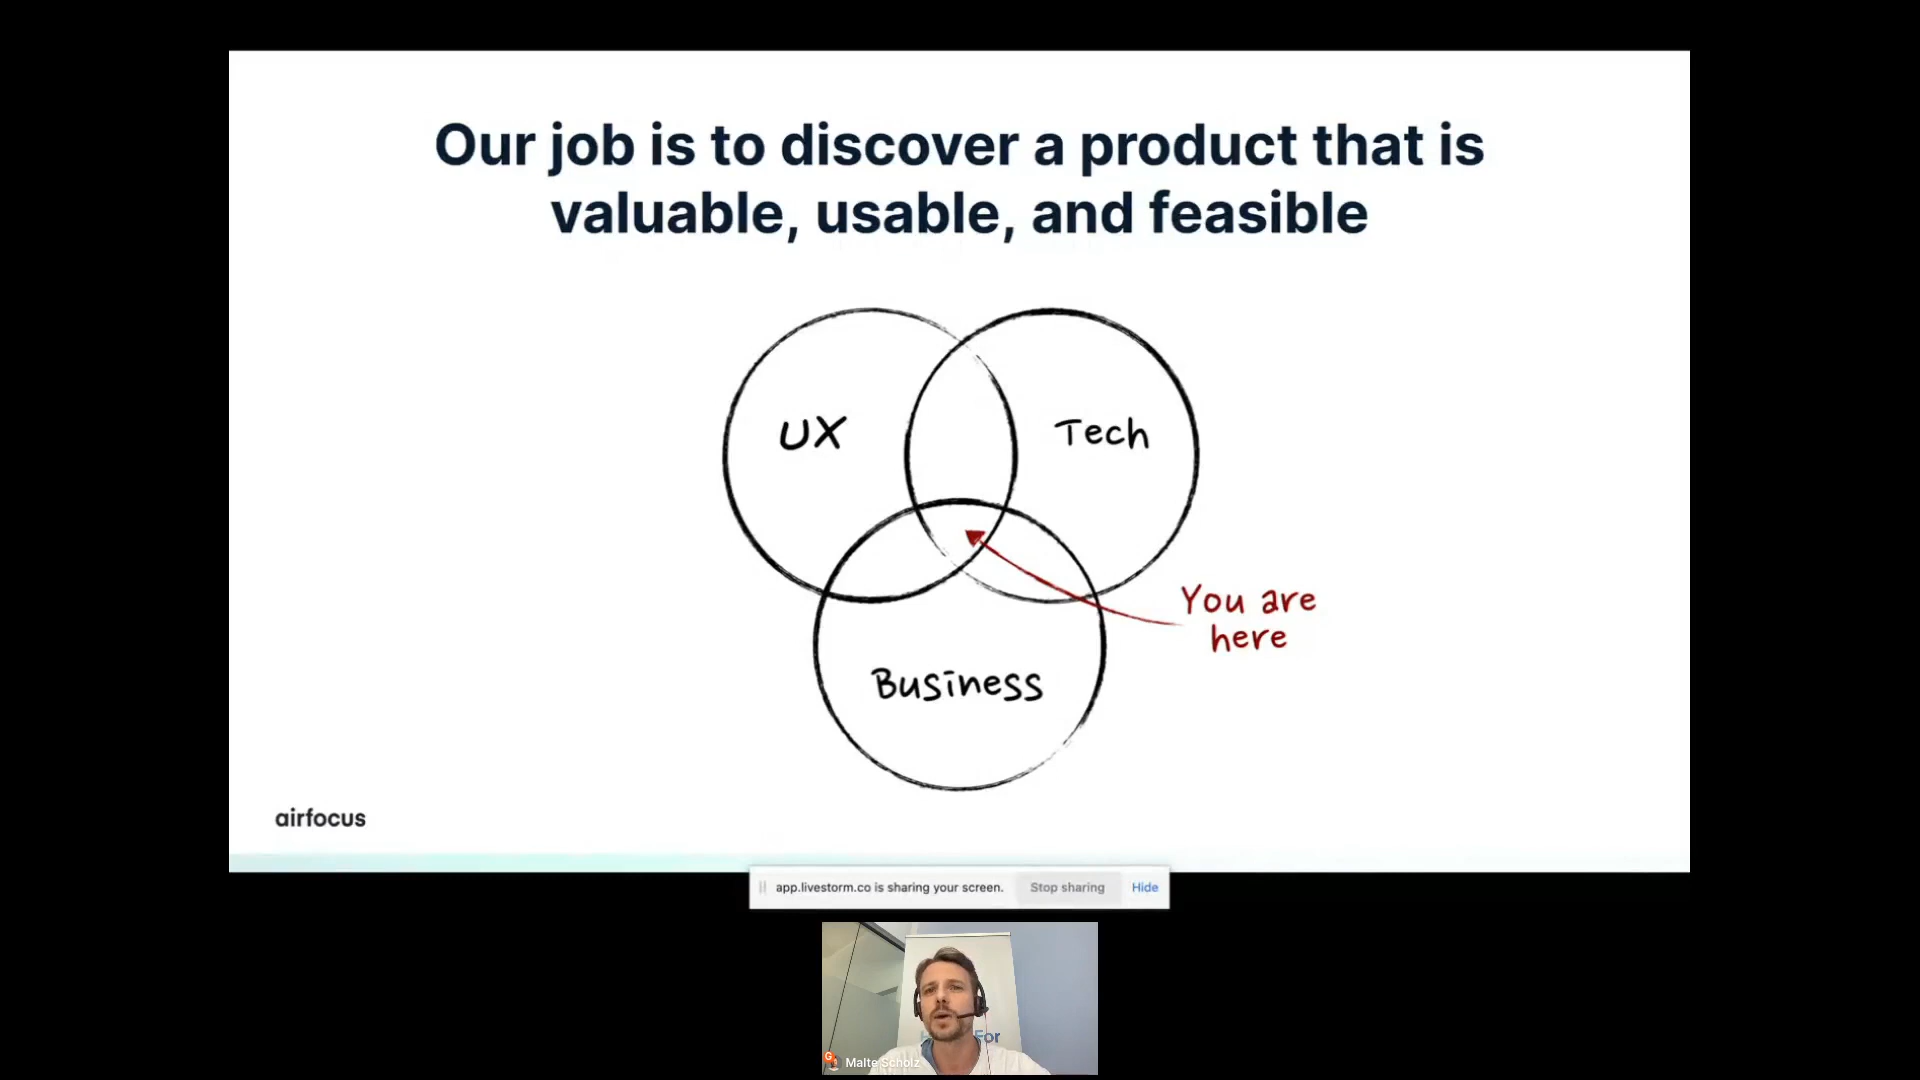 Our job is to discover a product that is
valuable, usable, and feasible
UX
Tech
You are
here
Business
airfocus
app.livestorm.co is sharing your screen.
Stop sharing
Hide
For
G
Malte Scholz